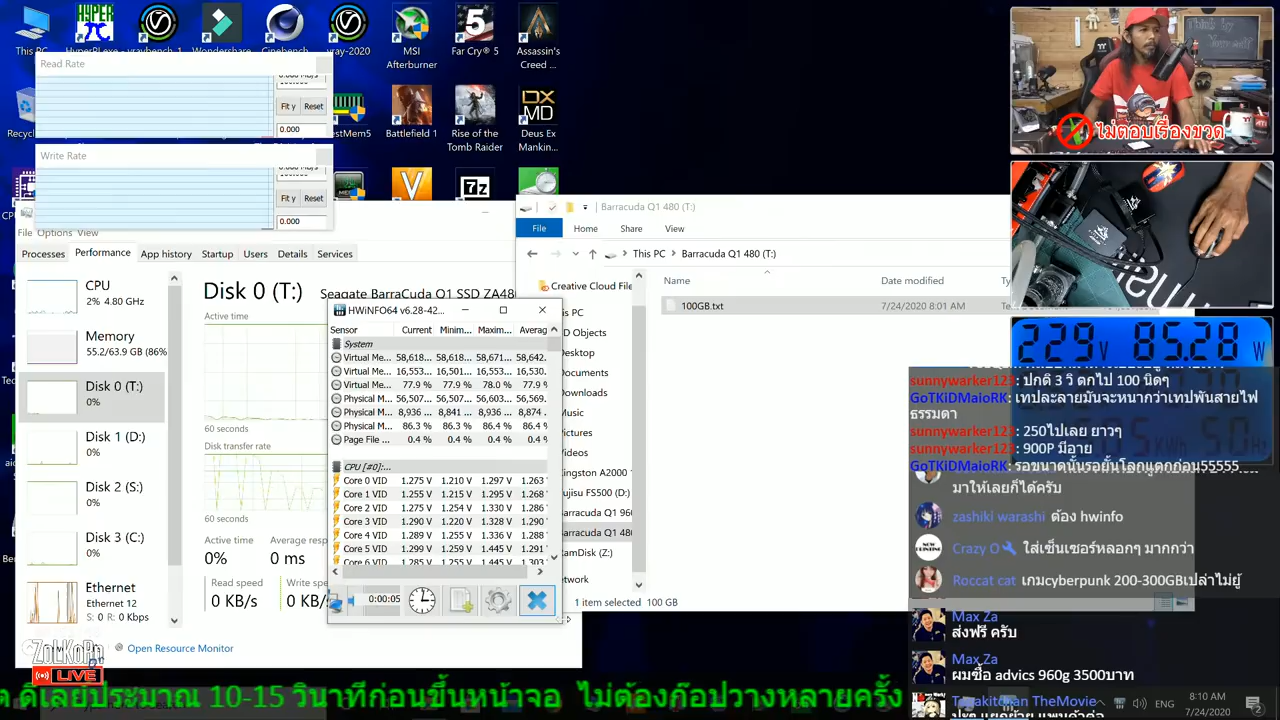 This PC
HyperPI.exe
vraybench_1
Wondershare
Cinebench
vray-2020
MSI
Afterburner
Far Cry® 5
Assassin's
Creed ...
Read Rate
Fit y
Reset
0.000
Write Rate
Fit y
Reset
0.000
Battlefield 1
Rise of the
Tomb Raider
Deus Ex
Mankin...
File Options View
Processes
Performance
App history
Startup
Users
Details
Services
CPU
2% 4.80 GHz
Memory
55.2/63.9 GB (86%
Disk 0 (T:)
0%
Disk 1 (D:)
0%
Disk 2 (S:)
0%
Disk 3 (C:)
0%
Ethernet
Ethernet 12
S: 0 R: 0 Kbps
Disk 0 (T:)
Seagate BarraCuda Q1 SSD ZA480
Active time
60 seconds
Disk transfer rate
60 seconds
Active time
0%
Average resp
0 ms
Read speed
0 KB/s
Write spe
0 KB/s
Open Resource Monitor
HWiNFO64 v6.28-42...
Sensor Current Minim... Maxim... Averag
System
Virtual Me... 58,618... 58,618... 58,671... 58,642...
Virtual Me... 16,553... 16,553... 16,530...
Virtual Me... 77.9 % 77.9 % 78.0 % 77.9 %
Physical M... 56,507... 56,507... 56,603... 56,569...
Physical M... 8,936 ... 8,841 ... 8,936 ... 8,874 ...
Physical M... 86.3 % 86.3 % 86.4 % 86.4 %
Page File ... 0.4 % 0.4 % 0.4 % 0.4 %
CPU [#0]:...
Core 0 VID 1.275 V 1.210 V 1.297 V 1.263
Core 1 VID 1.255 V 1.215 V 1.295 V 1.268
Core 2 VID 1.275 V 1.254 V 1.330 V 1.286
Core 3 VID 1.290 V 1.220 V 1.328 V 1.290
Core 4 VID 1.289 V 1.255 V 1.336 V 1.288
Core 5 VID 1.299 V 1.259 V 1.445 V 1.291
0:00:05
Barracuda Q1 480 (T:)
File
Home
Share
View
This PC
Barracuda Q1 480 (T:)
Name
Date modified
Creative Cloud File
100GB.txt
7/24/2020 8:01 AM
1 item selected 100 GB
ไม่ตอบเรื่องขวด
229 V 85.28 W
sunnywarker123: ปกติ 3 วิ ตกไป 100 นิดๆ
GoTKiDMaioRK: เทปละลายมันจะหนากว่าเทปพันสายไฟ
ธรรมดา
sunnywarker123: 250ไปเลย ยาวๆ
sunnywarker123: 900P มีอาย
GoTKiDMaioRK: รอขนาดนั้นรอยั้นโลกแตกก่อน55555
มาให้เลยก็ได้ครับ
zashiki warashi ต้อง hwinfo
Crazy O ใส่เซ็นเซอร์หลอกๆ มากกว่า
Roccat cat เกมcyberpunk 200-300GBเปล่าไม่ยู้
Max Za
ส่งฟรี ครับ
Max Za
ผมซื้อ advics 960g 3500บาท
TheMovie
ZoLKoRn
LIVE
ดีเลย์ประมาณ 10-15 วินาทีก่อนขึ้นหน้าจอ ไม่ต้องก๊อปวางหลายครั้ง
ENG
8:10 AM
7/24/2020